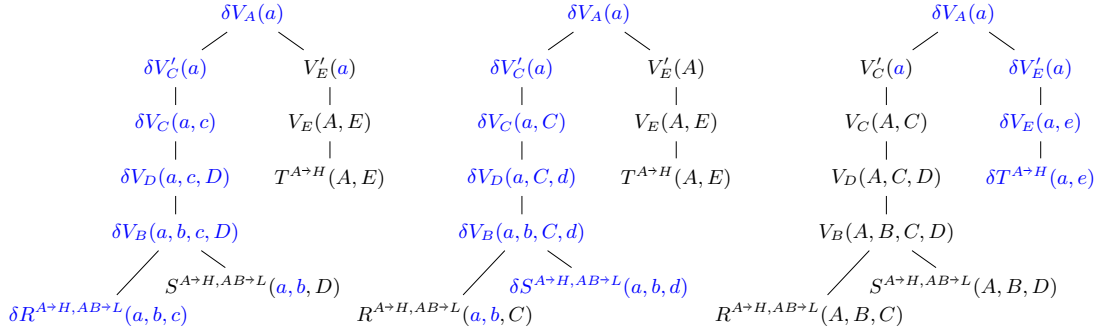 δV_A(a) δV_A(a) δV_A(a)
δV′_C(a) V′_E(a) δV′_C(a) V′_E(A) V′_C(a) δV′_E(a)
δV_C(a, c) V_E(A, E) δV_C(a, C) V_E(A, E) V_C(A, C) δV_E(a, e)
δV_D(a, c, D) T^{A→H}(A, E) δV_D(a, C, d) T^{A→H}(A, E) V_D(A, C, D) δT^{A→H}(a, e)
δV_B(a, b, c, D) δV_B(a, b, C, d) V_B(A, B, C, D)
S^{A→H,AB→L}(a, b, D) δS^{A→H,AB→L}(a, b, d) S^{A→H,AB→L}(A, B, D)
δR^{A→H,AB→L}(a, b, c) R^{A→H,AB→L}(a, b, C) R^{A→H,AB→L}(A, B, C)